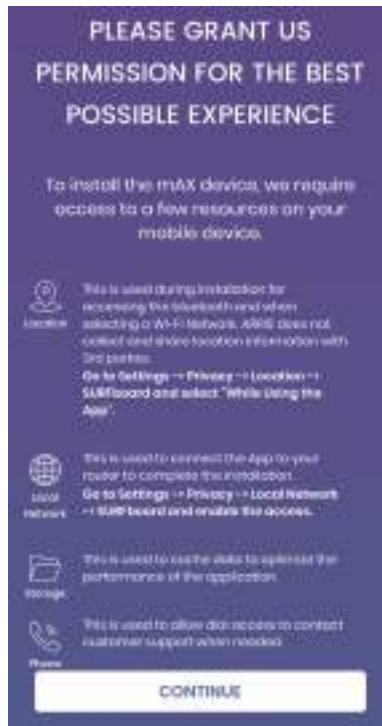 PLEASE GRANT US
PERMISSION FOR THE BEST
POSSIBLE EXPERIENCE
To install the mAX device, we require
access to a few resources on your
mobile device.
Location
This is used during installation for
accessing the bluetooth and when
selecting a Wi-Fi Network. ARRIS does not
collect and share location information with
3rd parties.
Go to Settings → Privacy → Location →
SURFboard and select "While Using the
App".
Local
Network
This is used to connect the App to your
router to complete the installation.
Go to Settings → Privacy → Local Network
→ SURFboard and enable the access.
Storage
This is used to cache data to optimize the
performance of the application.
Phone
This is used to allow dial access to contact
customer support when needed.
CONTINUE